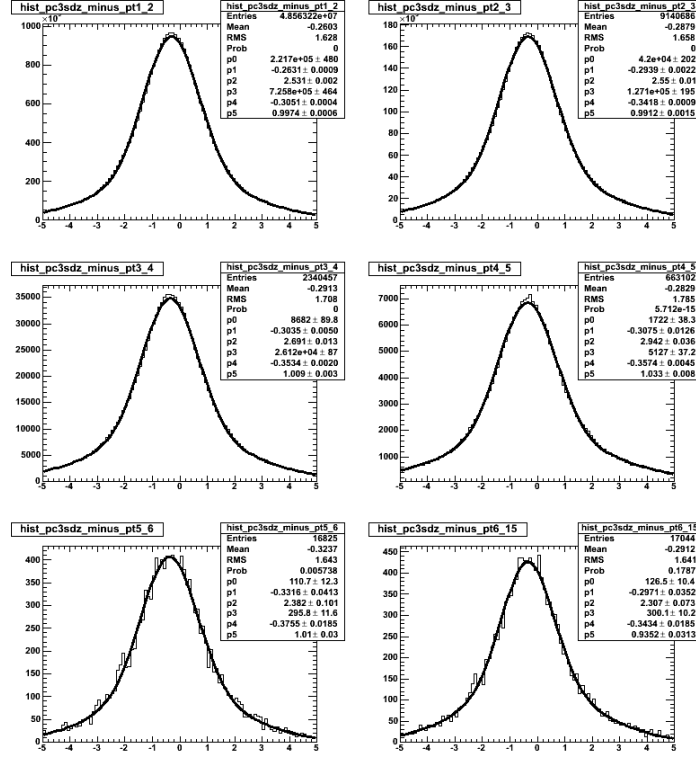 hist_pc3sdz_minus_pt1_2
hist_pc3sdz_minus_pt1_2
Entries 4.856322e+07
Mean -0.2603
RMS 1.628
Prob 0
p0 2.217e+05 ± 480
p1 -0.2631 ± 0.0009
p2 2.531 ± 0.002
p3 7.258e+05 ± 464
p4 -0.3051 ± 0.0004
p5 0.9974 ± 0.0006
1000
800
600
400
200
0
-5 -4 -3 -2 -1 0 1 2 3 4 5
hist_pc3sdz_minus_pt2_3
hist_pc3sdz_minus_pt2_3
Entries 9140686
Mean -0.2879
RMS 1.658
Prob 0
p0 4.2e+04 ± 202
p1 -0.2939 ± 0.0022
p2 2.55 ± 0.01
p3 1.271e+05 ± 195
p4 -0.3418 ± 0.0009
p5 0.9912 ± 0.0015
180
160
140
120
100
80
60
40
20
0
-5 -4 -3 -2 -1 0 1 2 3 4 5
hist_pc3sdz_minus_pt3_4
hist_pc3sdz_minus_pt3_4
Entries 2340457
Mean -0.2913
RMS 1.708
Prob 0
p0 8682 ± 89.8
p1 -0.3035 ± 0.0050
p2 2.691 ± 0.013
p3 2.612e+04 ± 87
p4 -0.3534 ± 0.0020
p5 1.009 ± 0.003
35000
30000
25000
20000
15000
10000
5000
0
-5 -4 -3 -2 -1 0 1 2 3 4 5
hist_pc3sdz_minus_pt4_5
hist_pc3sdz_minus_pt4_5
Entries 663102
Mean -0.2829
RMS 1.785
Prob 5.712e-15
p0 1722 ± 38.3
p1 -0.3075 ± 0.0126
p2 2.942 ± 0.036
p3 5127 ± 37.2
p4 -0.3574 ± 0.0045
p5 1.033 ± 0.008
7000
6000
5000
4000
3000
2000
1000
-5 -4 -3 -2 -1 0 1 2 3 4 5
hist_pc3sdz_minus_pt5_6
hist_pc3sdz_minus_pt5_6
Entries 16825
Mean -0.3237
RMS 1.643
Prob 0.005738
p0 110.7 ± 12.3
p1 -0.3316 ± 0.0413
p2 2.382 ± 0.101
p3 295.8 ± 11.6
p4 -0.3755 ± 0.0185
p5 1.01 ± 0.03
400
350
300
250
200
150
100
50
0
-5 -4 -3 -2 -1 0 1 2 3 4 5
hist_pc3sdz_minus_pt6_15
hist_pc3sdz_minus_pt6_15
Entries 17044
Mean -0.2912
RMS 1.641
Prob 0.1787
p0 126.5 ± 10.4
p1 -0.2971 ± 0.0352
p2 2.307 ± 0.073
p3 300.1 ± 10.2
p4 -0.3434 ± 0.0185
p5 0.9352 ± 0.0313
450
400
350
300
250
200
150
100
50
0
-5 -4 -3 -2 -1 0 1 2 3 4 5